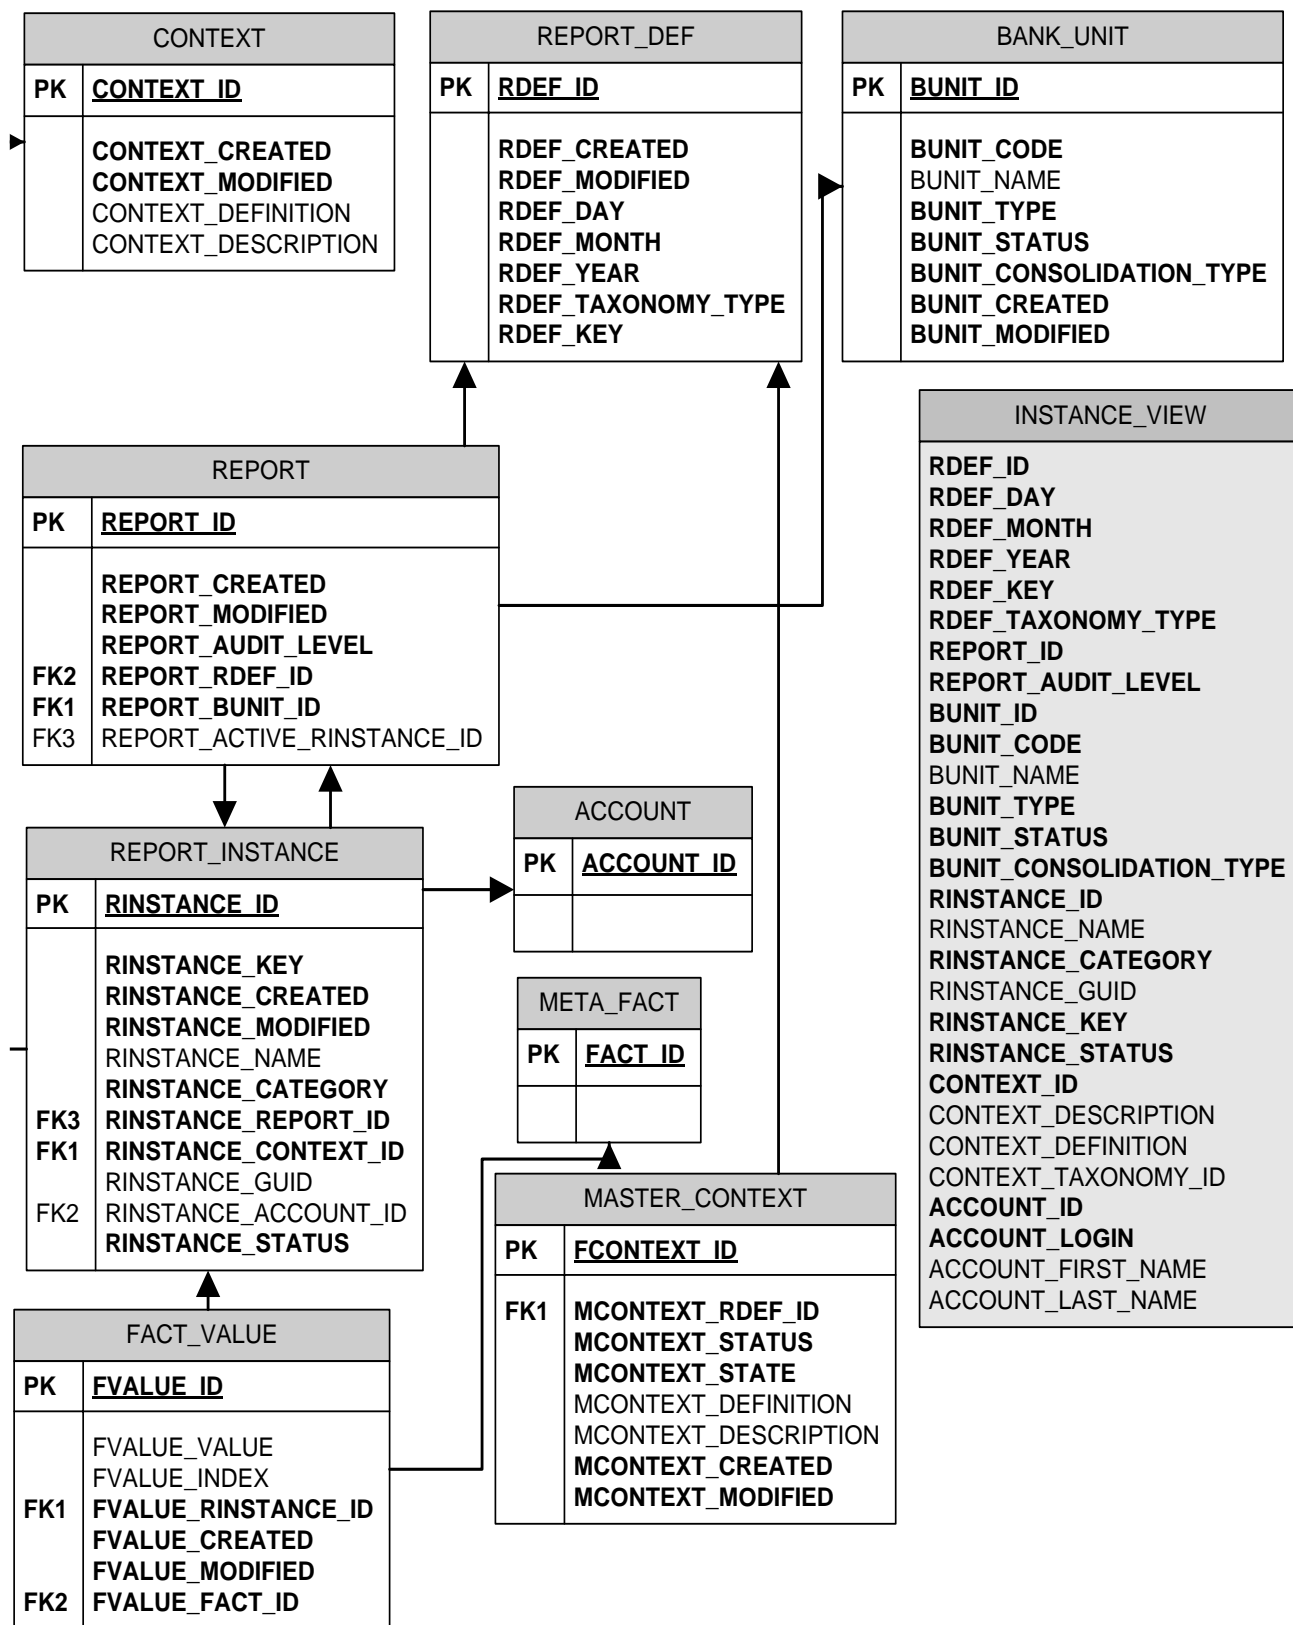 CONTEXT
PK CONTEXT_ID
CONTEXT_CREATED
CONTEXT_MODIFIED
CONTEXT_DEFINITION
CONTEXT_DESCRIPTION
REPORT_DEF
PK RDEF_ID
RDEF_CREATED
RDEF_MODIFIED
RDEF_DAY
RDEF_MONTH
RDEF_YEAR
RDEF_TAXONOMY_TYPE
RDEF_KEY
BANK_UNIT
PK BUNIT_ID
BUNIT_CODE
BUNIT_NAME
BUNIT_TYPE
BUNIT_STATUS
BUNIT_CONSOLIDATION_TYPE
BUNIT_CREATED
BUNIT_MODIFIED
REPORT
PK REPORT_ID
REPORT_CREATED
REPORT_MODIFIED
REPORT_AUDIT_LEVEL
FK2 REPORT_RDEF_ID
FK1 REPORT_BUNIT_ID
FK3 REPORT_ACTIVE_RINSTANCE_ID
INSTANCE_VIEW
RDEF_ID
RDEF_DAY
RDEF_MONTH
RDEF_YEAR
RDEF_KEY
RDEF_TAXONOMY_TYPE
REPORT_ID
REPORT_AUDIT_LEVEL
BUNIT_ID
BUNIT_CODE
BUNIT_NAME
BUNIT_TYPE
BUNIT_STATUS
BUNIT_CONSOLIDATION_TYPE
RINSTANCE_ID
RINSTANCE_NAME
RINSTANCE_CATEGORY
RINSTANCE_GUID
RINSTANCE_KEY
RINSTANCE_STATUS
CONTEXT_ID
CONTEXT_DESCRIPTION
CONTEXT_DEFINITION
CONTEXT_TAXONOMY_ID
ACCOUNT_ID
ACCOUNT_LOGIN
ACCOUNT_FIRST_NAME
ACCOUNT_LAST_NAME
REPORT_INSTANCE
PK RINSTANCE_ID
RINSTANCE_KEY
RINSTANCE_CREATED
RINSTANCE_MODIFIED
RINSTANCE_NAME
RINSTANCE_CATEGORY
FK3 RINSTANCE_REPORT_ID
FK1 RINSTANCE_CONTEXT_ID
RINSTANCE_GUID
FK2 RINSTANCE_ACCOUNT_ID
RINSTANCE_STATUS
ACCOUNT
PK ACCOUNT_ID
META_FACT
PK FACT_ID
MASTER_CONTEXT
PK FCONTEXT_ID
FK1 MCONTEXT_RDEF_ID
MCONTEXT_STATUS
MCONTEXT_STATE
MCONTEXT_DEFINITION
MCONTEXT_DESCRIPTION
MCONTEXT_CREATED
MCONTEXT_MODIFIED
FACT_VALUE
PK FVALUE_ID
FVALUE_VALUE
FVALUE_INDEX
FK1 FVALUE_RINSTANCE_ID
FVALUE_CREATED
FVALUE_MODIFIED
FK2 FVALUE_FACT_ID